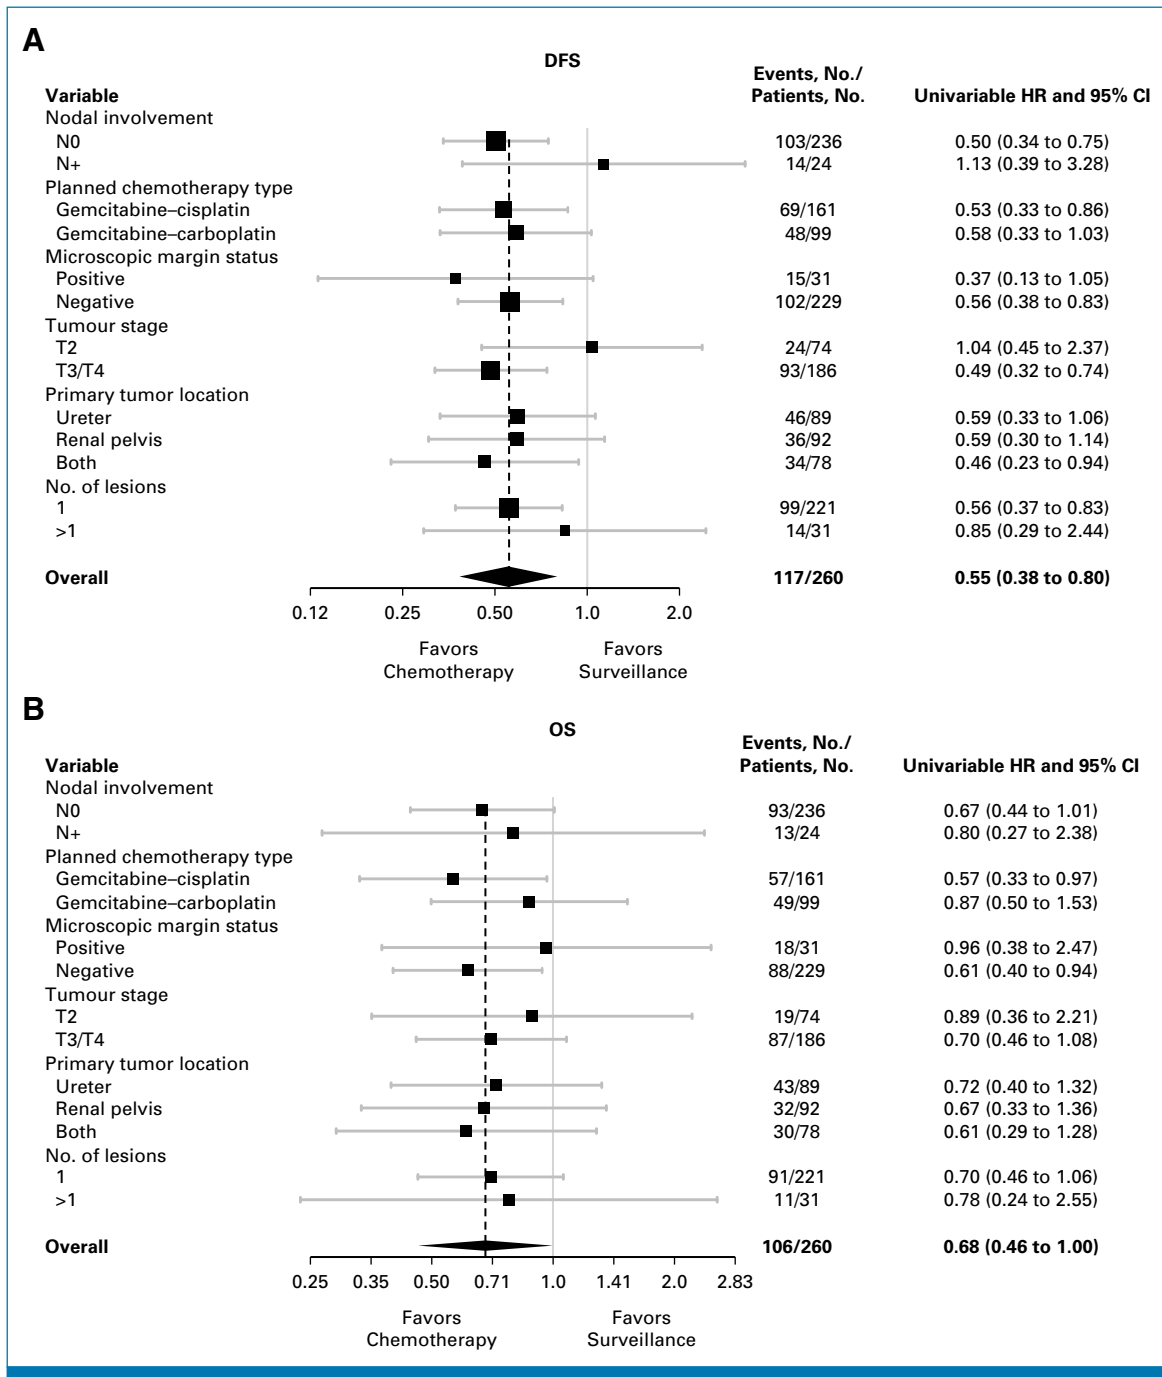 A
DFS
Variable Events, No./ Patients, No. Univariable HR and 95% CI
Nodal involvement
N0 103/236 0.50 (0.34 to 0.75)
N+ 14/24 1.13 (0.39 to 3.28)
Planned chemotherapy type
Gemcitabine–cisplatin 69/161 0.53 (0.33 to 0.86)
Gemcitabine–carboplatin 48/99 0.58 (0.33 to 1.03)
Microscopic margin status
Positive 15/31 0.37 (0.13 to 1.05)
Negative 102/229 0.56 (0.38 to 0.83)
Tumour stage
T2 24/74 1.04 (0.45 to 2.37)
T3/T4 93/186 0.49 (0.32 to 0.74)
Primary tumor location
Ureter 46/89 0.59 (0.33 to 1.06)
Renal pelvis 36/92 0.59 (0.30 to 1.14)
Both 34/78 0.46 (0.23 to 0.94)
No. of lesions
1 99/221 0.56 (0.37 to 0.83)
>1 14/31 0.85 (0.29 to 2.44)
Overall 117/260 0.55 (0.38 to 0.80)
0.12 0.25 0.50 1.0 2.0
Favors Favors
Chemotherapy Surveillance
B
OS
Variable Events, No./ Patients, No. Univariable HR and 95% CI
Nodal involvement
N0 93/236 0.67 (0.44 to 1.01)
N+ 13/24 0.80 (0.27 to 2.38)
Planned chemotherapy type
Gemcitabine–cisplatin 57/161 0.57 (0.33 to 0.97)
Gemcitabine–carboplatin 49/99 0.87 (0.50 to 1.53)
Microscopic margin status
Positive 18/31 0.96 (0.38 to 2.47)
Negative 88/229 0.61 (0.40 to 0.94)
Tumour stage
T2 19/74 0.89 (0.36 to 2.21)
T3/T4 87/186 0.70 (0.46 to 1.08)
Primary tumor location
Ureter 43/89 0.72 (0.40 to 1.32)
Renal pelvis 32/92 0.67 (0.33 to 1.36)
Both 30/78 0.61 (0.29 to 1.28)
No. of lesions
1 91/221 0.70 (0.46 to 1.06)
>1 11/31 0.78 (0.24 to 2.55)
Overall 106/260 0.68 (0.46 to 1.00)
0.25 0.35 0.50 0.71 1.0 1.41 2.0 2.83
Favors Favors
Chemotherapy Surveillance